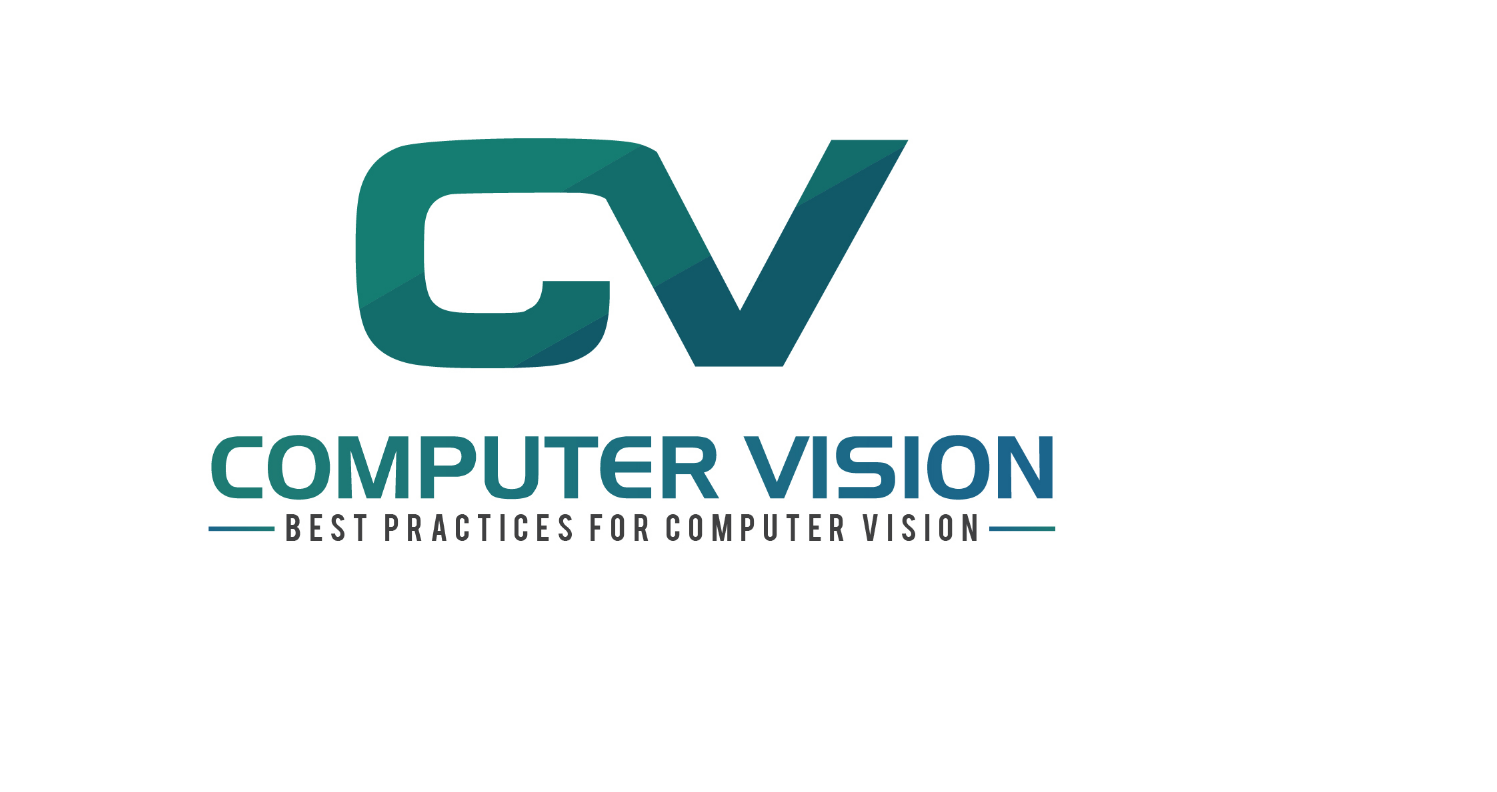 CV
COMPUTER VISION
BEST PRACTICES FOR COMPUTER VISION